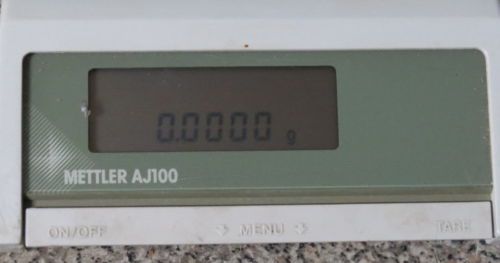 0.0000 g
METTLER AJ100
ON/OFF MENU TARE